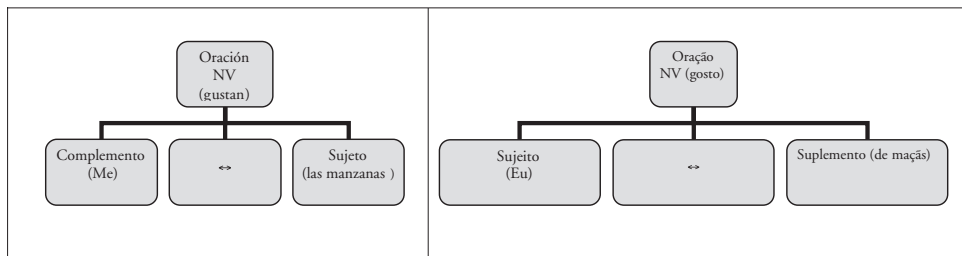 Oración
NV
(gustan)
Complemento
(Me)
↔
Sujeto
(las manzanas )
Oração
NV (gosto)
Sujeito
(Eu)
↔
Suplemento (de maçãs)